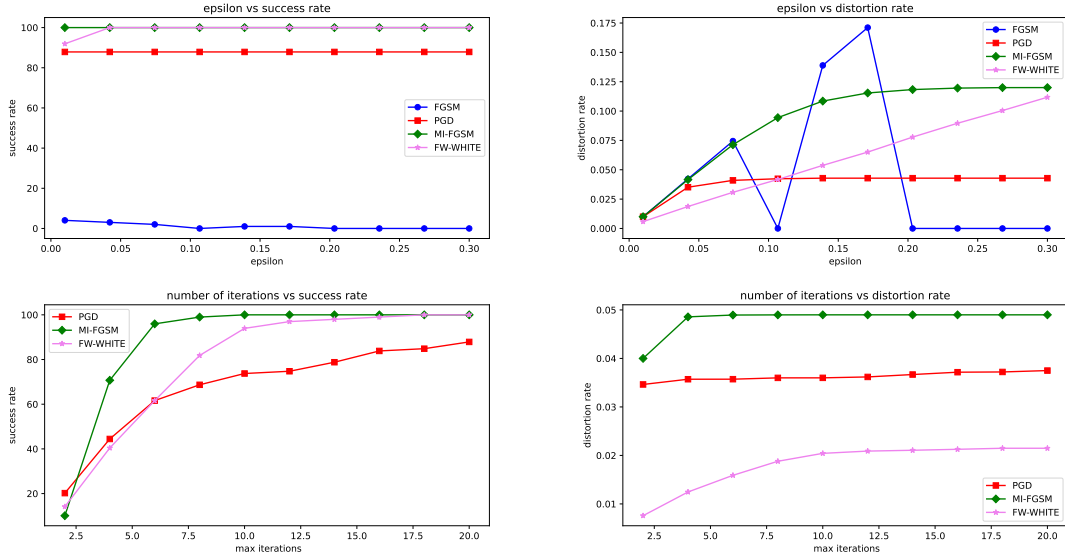 epsilon vs success rate
100
80
60
40
20
0
0.00 0.05 0.10 0.15 0.20 0.25 0.30
success rate
epsilon
FGSM
PGD
MI-FGSM
FW-WHITE
epsilon vs distortion rate
0.175
0.150
0.125
0.100
0.075
0.050
0.025
0.000
0.00 0.05 0.10 0.15 0.20 0.25 0.30
distortion rate
epsilon
FGSM
PGD
MI-FGSM
FW-WHITE
number of iterations vs success rate
100
80
60
40
20
2.5 5.0 7.5 10.0 12.5 15.0 17.5 20.0
success rate
max iterations
PGD
MI-FGSM
FW-WHITE
number of iterations vs distortion rate
0.05
0.04
0.03
0.02
0.01
2.5 5.0 7.5 10.0 12.5 15.0 17.5 20.0
distortion rate
max iterations
PGD
MI-FGSM
FW-WHITE